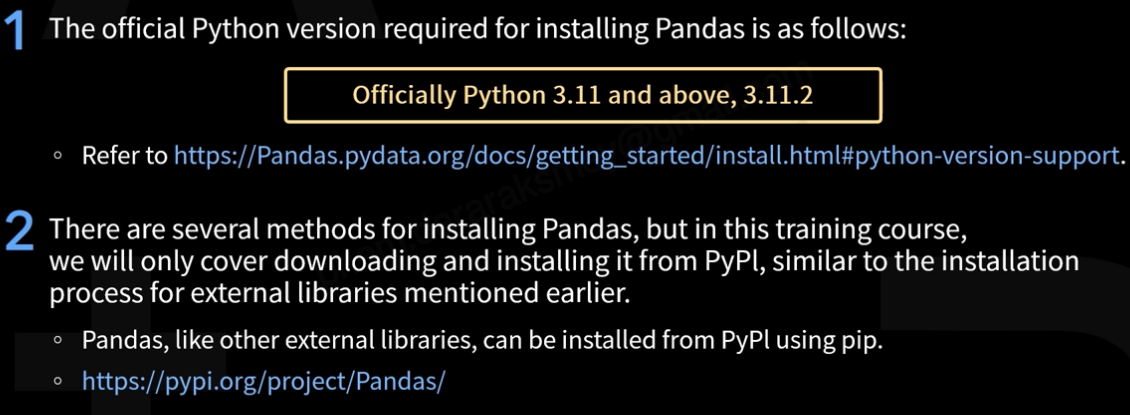 1 The official Python version required for installing Pandas is as follows:
Officially Python 3.11 and above, 3.11.2
Refer to https://Pandas.pydata.org/docs/getting_started/install.html#python-version-support.
2 There are several methods for installing Pandas, but in this training course,
we will only cover downloading and installing it from PyPl, similar to the installation
process for external libraries mentioned earlier.
Pandas, like other external libraries, can be installed from PyPl using pip.
https://pypi.org/project/Pandas/